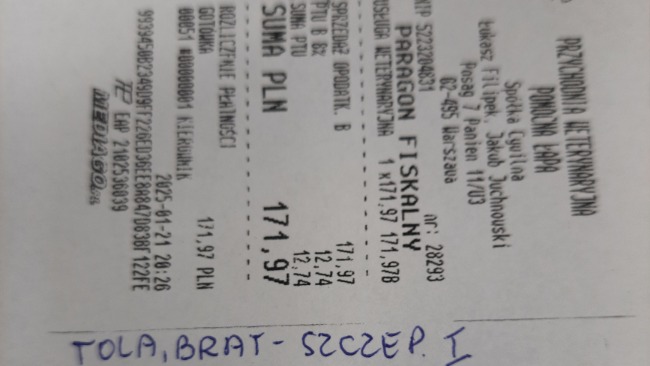 PRZYCHODNIA WETERYNARYJNA
POMOCNA ŁAPA
Spółka Cywilna
Łukasz Filipek, Jakub Juchnowski
Posag 7 Panien 11/U3
02-495 Warszawa
NIP 5223204831 nr: 28293
PARAGON FISKALNY
USŁUGA WETERYNARYJNA 1 x171,97 171,97B
SPRZEDAŻ OPODATK. B 171,97
PTU B 8% 12,74
SUMA PTU 12,74
SUMA PLN 171,97
ROZLICZENIE PŁATNOŚCI
GOTÓWKA 171,97 PLN
00051 #00000001 KIEROWNIK 2025-01-21 20:26
EAP 2102536039
TOLA, BRAT - SZCZEP. I